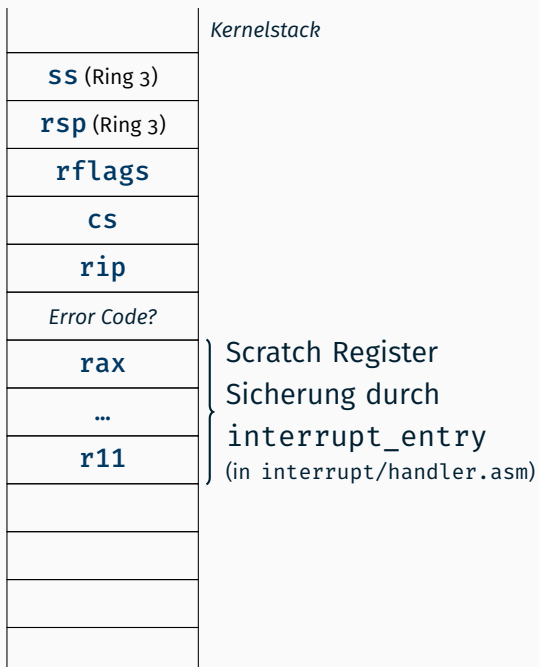 Kernelstack
ss (Ring 3)
rsp (Ring 3)
rflags
cs
rip
Error Code?
rax
…
r11
Scratch Register
Sicherung durch
interrupt_entry
(in interrupt/handler.asm)